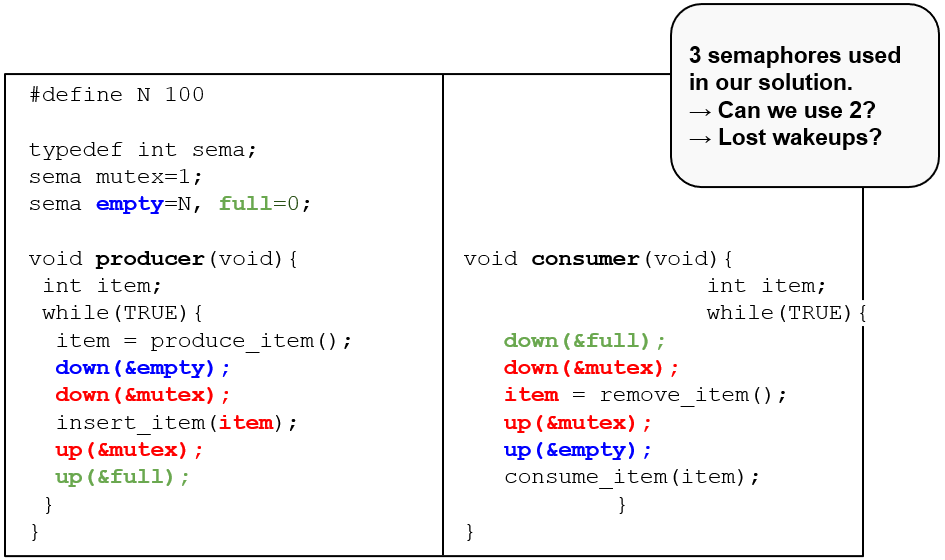 3 semaphores used
in our solution.
→ Can we use 2?
→ Lost wakeups?
#define N 100
typedef int sema;
sema mutex=1;
sema empty=N, full=0;
void producer(void){
int item;
while(TRUE){
item = produce_item();
down(&empty);
down(&mutex);
insert_item(item);
up(&mutex);
up(&full);
}
}
void consumer(void){
int item;
while(TRUE){
down(&full);
down(&mutex);
item = remove_item();
up(&mutex);
up(&empty);
consume_item(item);
}
}